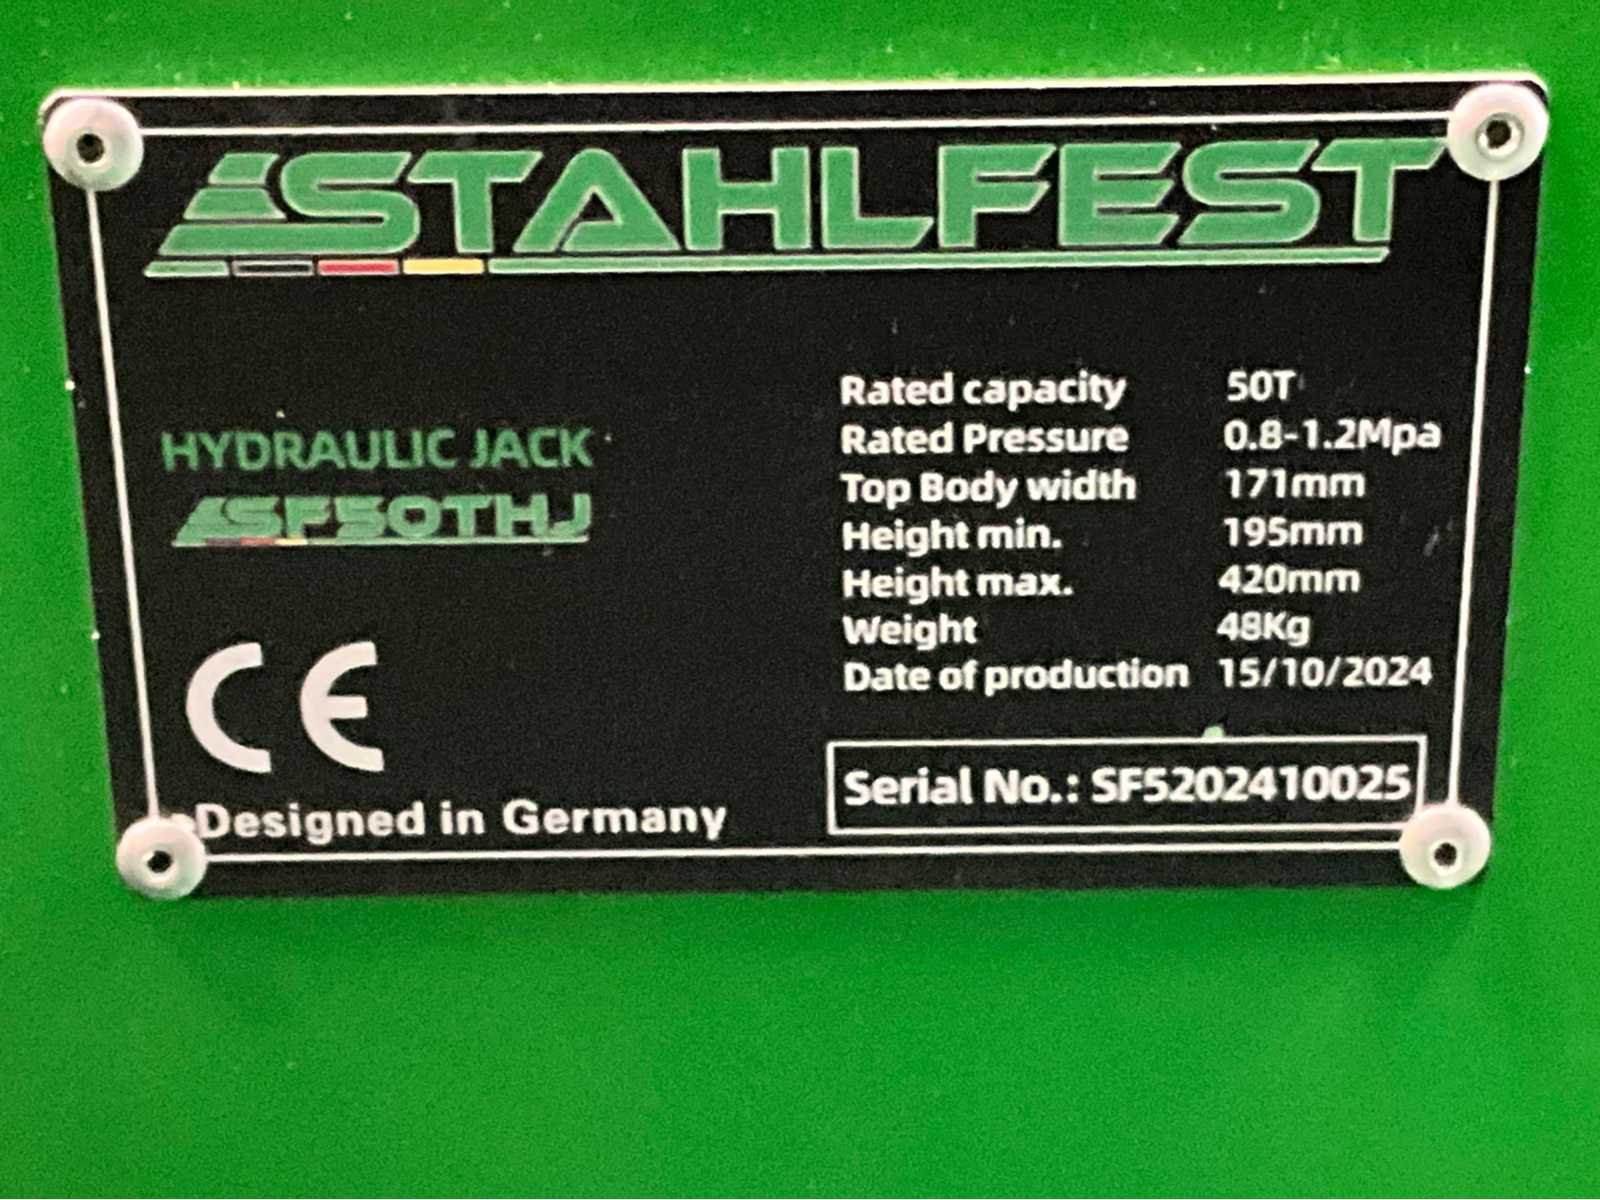 STAHLFEST
HYDRAULIC JACK
SF50THJ
Rated capacity 50T
Rated Pressure 0.8-1.2Mpa
Top Body width 171mm
Height min. 195mm
Height max. 420mm
Weight 48Kg
Date of production 15/10/2024
CE
Designed in Germany
Serial No.: SF5202410025